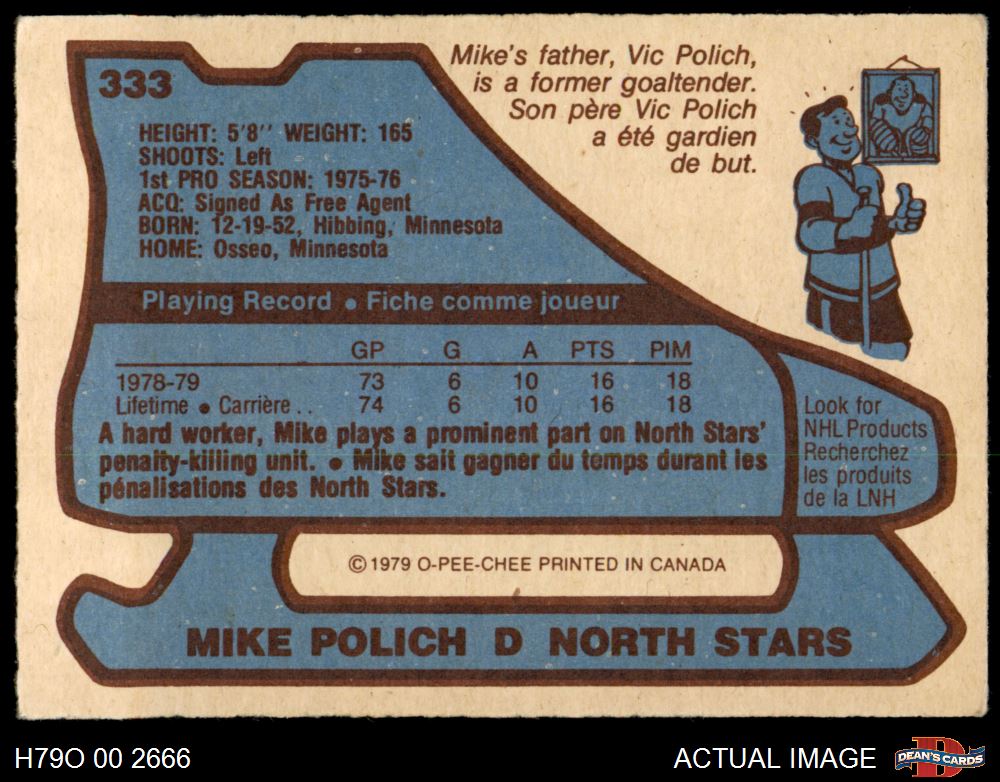 333
Mike's father, Vic Polich,
is a former goaltender.
Son père Vic Polich
a été gardien
de but.
HEIGHT: 5'8'' WEIGHT: 165
SHOOTS: Left
1st PRO SEASON: 1975-76
ACQ: Signed As Free Agent
BORN: 12-19-52, Hibbing, Minnesota
HOME: Osseo, Minnesota
Playing Record • Fiche comme joueur
GP G A PTS PIM
1978-79 73 6 10 16 18
Lifetime • Carrière . . 74 6 10 16 18
A hard worker, Mike plays a prominent part on North Stars'
penalty-killing unit. • Mike sait gagner du temps durant les
pénalisations des North Stars.
Look for
NHL Products
Recherchez
les produits
de la LNH
© 1979 O-PEE-CHEE PRINTED IN CANADA
MIKE POLICH D NORTH STARS
H79O 00 2666
ACTUAL IMAGE
D
DEAN'S CARDS